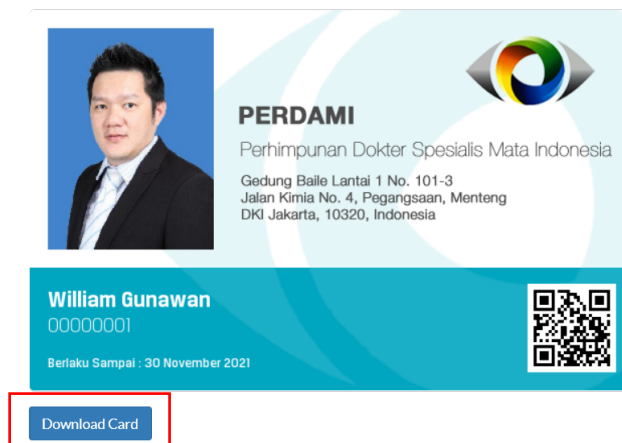 PERDAMI
Perhimpunan Dokter Spesialis Mata Indonesia
Gedung Baile Lantai 1 No. 101-3
Jalan Kimia No. 4, Pegangsaan, Menteng
DKI Jakarta, 10320, Indonesia
William Gunawan
00000001
Berlaku Sampai : 30 November 2021
Download Card